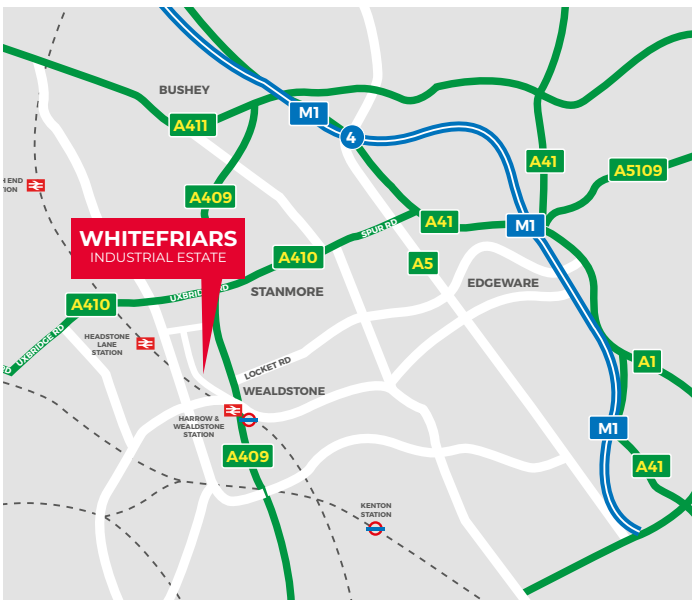 BUSHEY
M1
A411
4
A41
A5109
H END
A409
WHITEFRIARS
INDUSTRIAL ESTATE
SPUR RD
A41
M1
A410
A5
EDGEWARE
STANMORE
A410
UXBRIDGE RD
HEADSTONE
LANE
STATION
LOCKET RD
A1
WEALDSTONE
HARROW &
WEALDSTONE
STATION
M1
A409
A41
KENTON
STATION